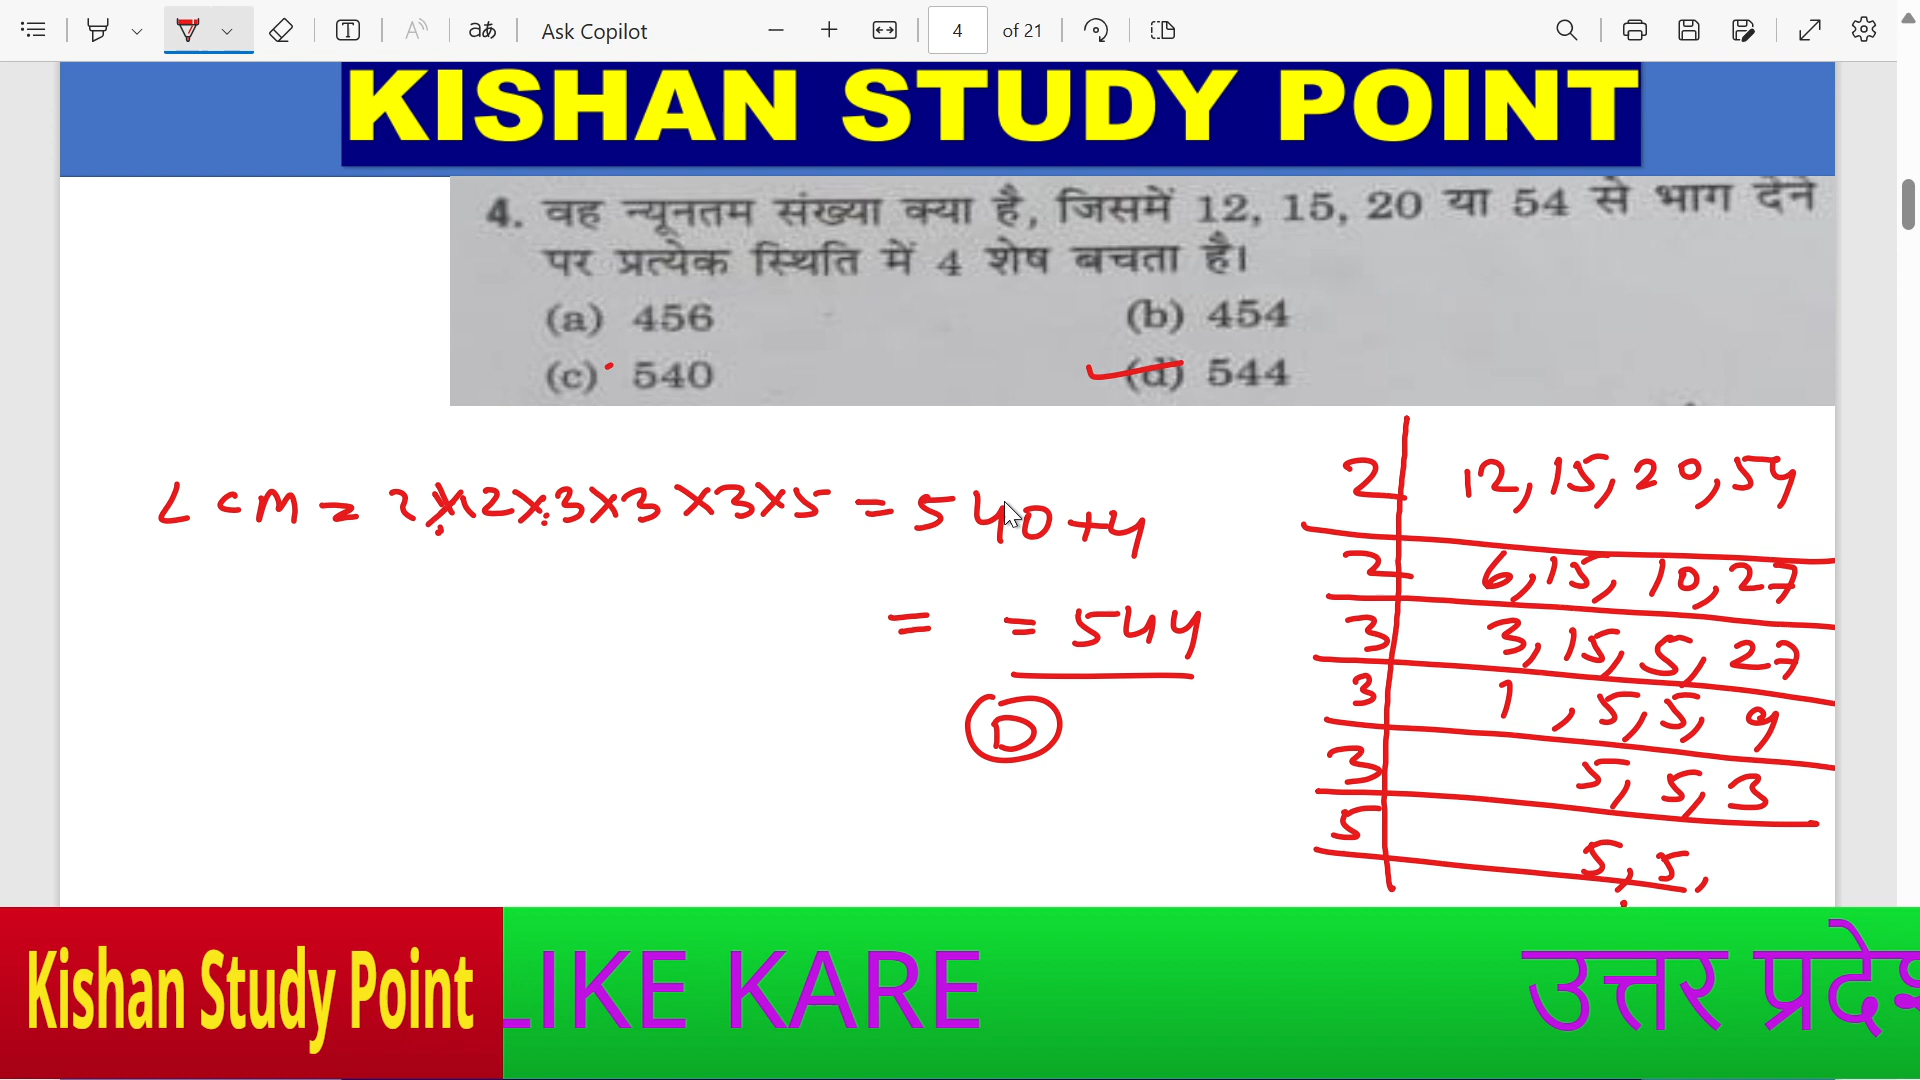 Ask Copilot 4 of 21
KISHAN STUDY POINT
4. वह न्यूनतम संख्या क्या है, जिसमें 12, 15, 20 या 54 से भाग देने
पर प्रत्येक स्थिति में 4 शेष बचता है।
(a) 456 (b) 454
(c) 540 (d) 544
LCM = 2×2×3×3×3×5 = 540+4
= = 544
D
2 12, 15, 20, 54
2 6, 15, 10, 27
3 3, 15, 5, 27
3 1, 5, 5, 9
3 5, 5, 3
5 5, 5,
Kishan Study Point LIKE KARE उत्तर